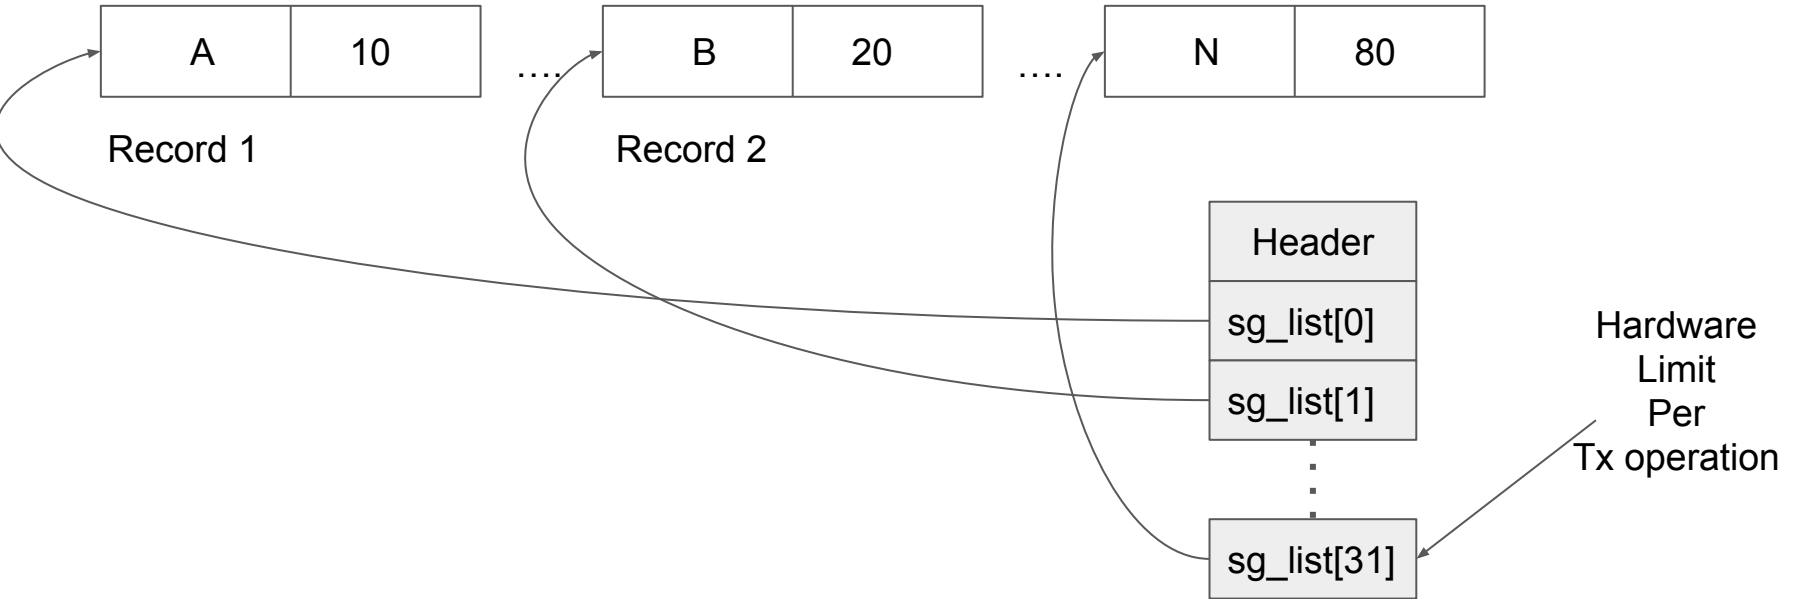 A 10 .... B 20 .... N 80
Record 1 Record 2
Header
sg_list[0]
sg_list[1]
sg_list[31]
Hardware
Limit
Per
Tx operation